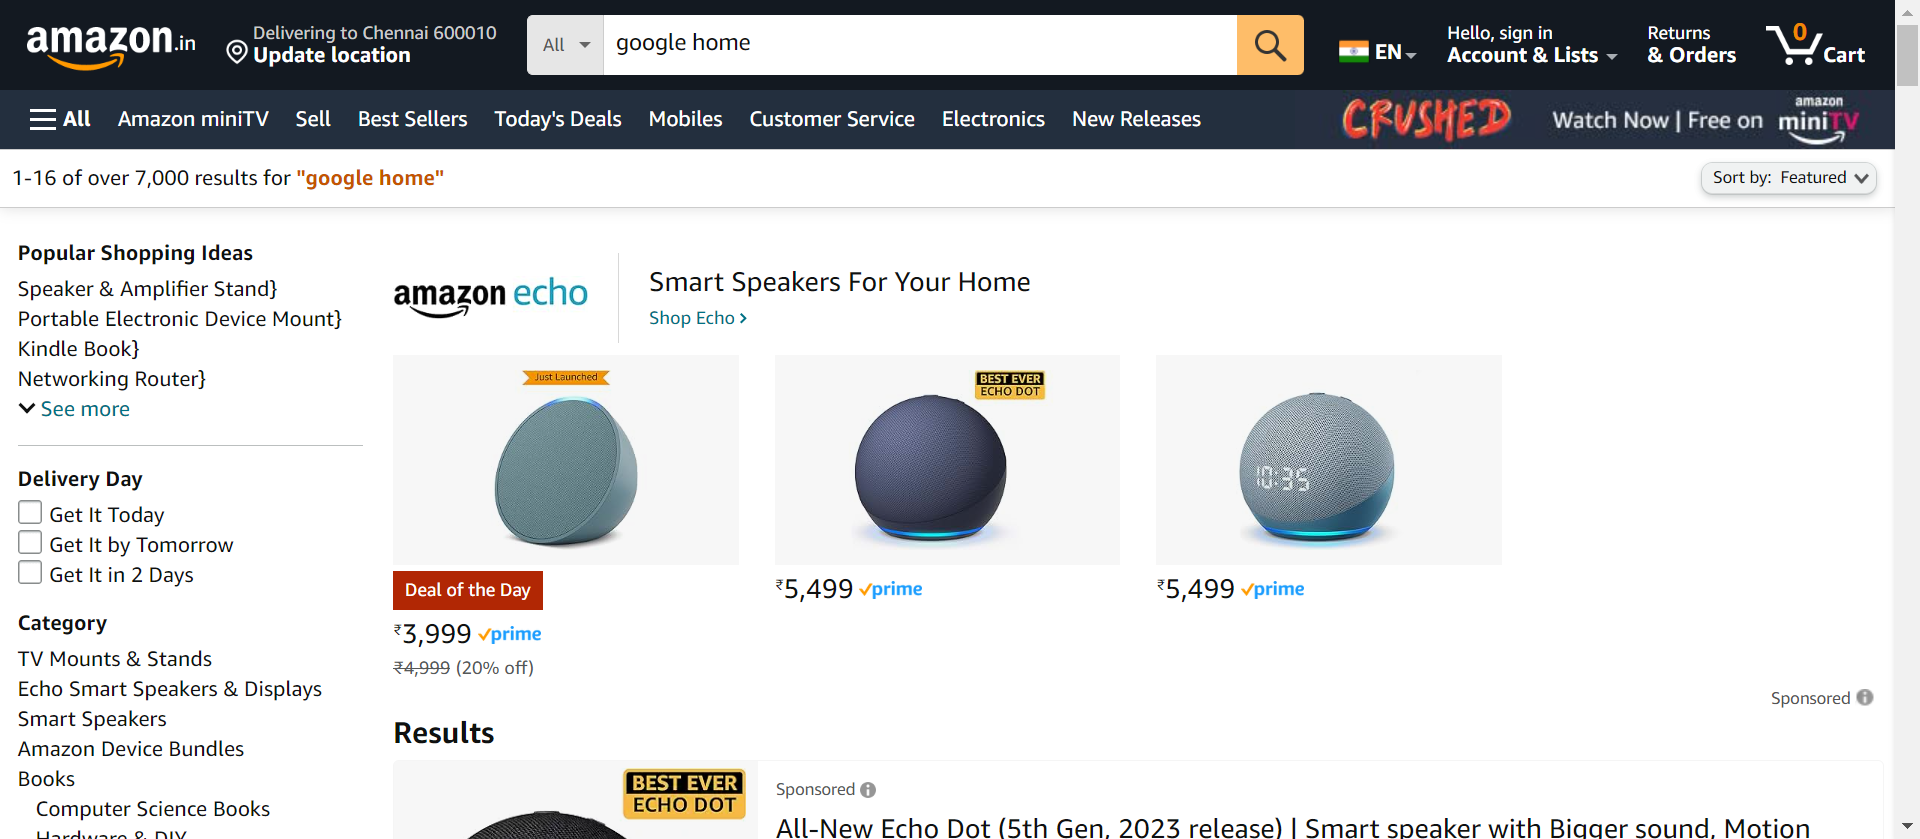 amazon.in
Delivering to Chennai 600010
Update location
All
google home
EN
Hello, sign in
Account & Lists
Returns
& Orders
0
Cart
All
Amazon miniTV
Sell
Best Sellers
Today's Deals
Mobiles
Customer Service
Electronics
New Releases
CRUSHED
Watch Now | Free on
amazon
miniTV
1-16 of over 7,000 results for "google home"
Sort by: Featured
Popular Shopping Ideas
Speaker & Amplifier Stand}
Portable Electronic Device Mount}
Kindle Book}
Networking Router}
See more
Delivery Day
Get It Today
Get It by Tomorrow
Get It in 2 Days
Category
TV Mounts & Stands
Echo Smart Speakers & Displays
Smart Speakers
Amazon Device Bundles
Books
Computer Science Books
Hardware & DIY
amazon echo
Smart Speakers For Your Home
Shop Echo ›
Just Launched
BEST EVER
ECHO DOT
10:35
Deal of the Day
₹3,999 prime
₹4,999 (20% off)
₹5,499 prime
₹5,499 prime
Sponsored
Results
BEST EVER
ECHO DOT
Sponsored
All-New Echo Dot (5th Gen, 2023 release) | Smart speaker with Bigger sound, Motion